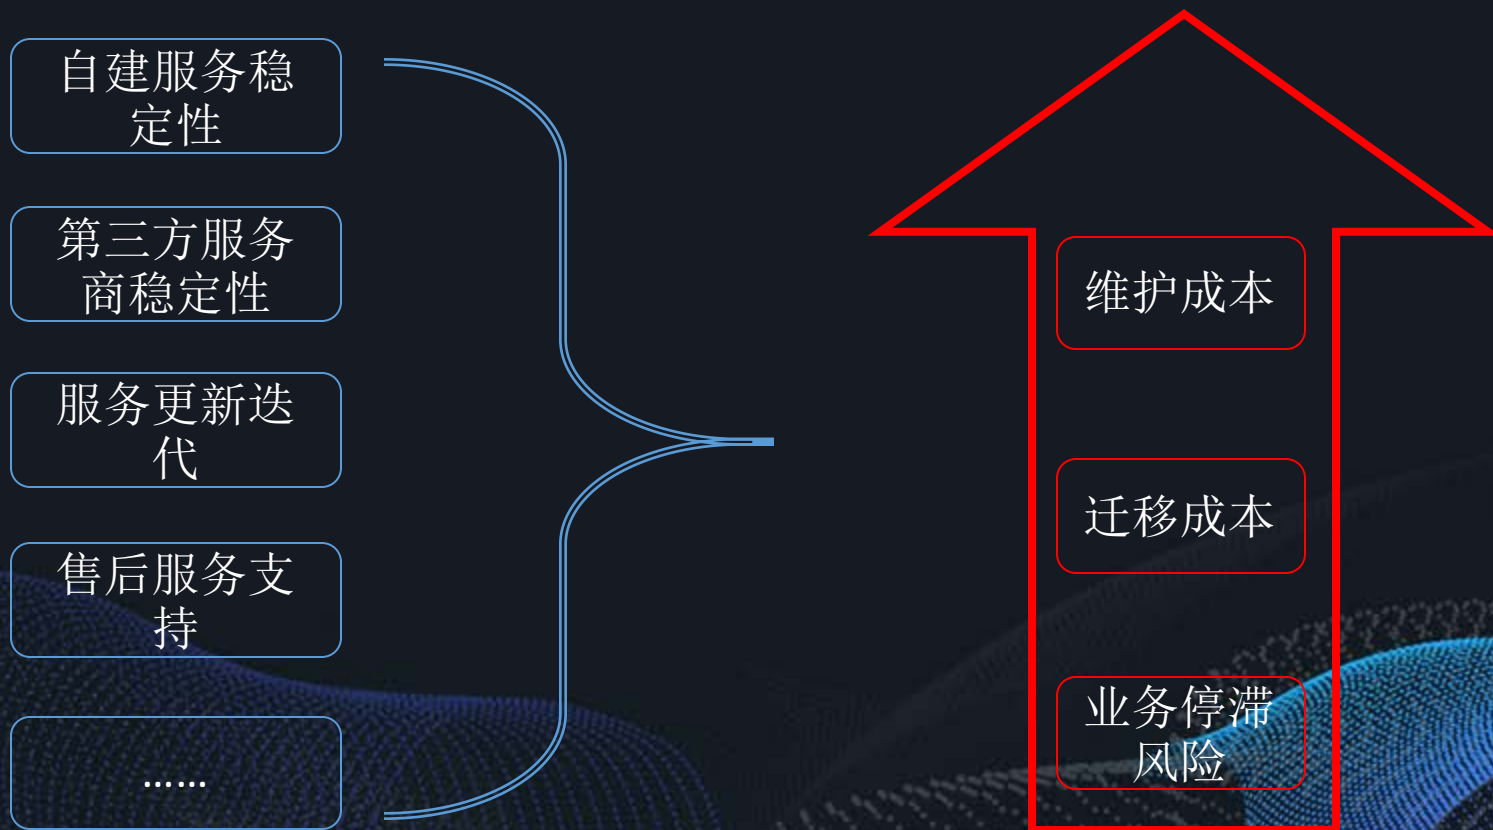 自建服务稳
定性
第三方服务
商稳定性
服务更新迭
代
售后服务支
持
……
维护成本
迁移成本
业务停滞
风险